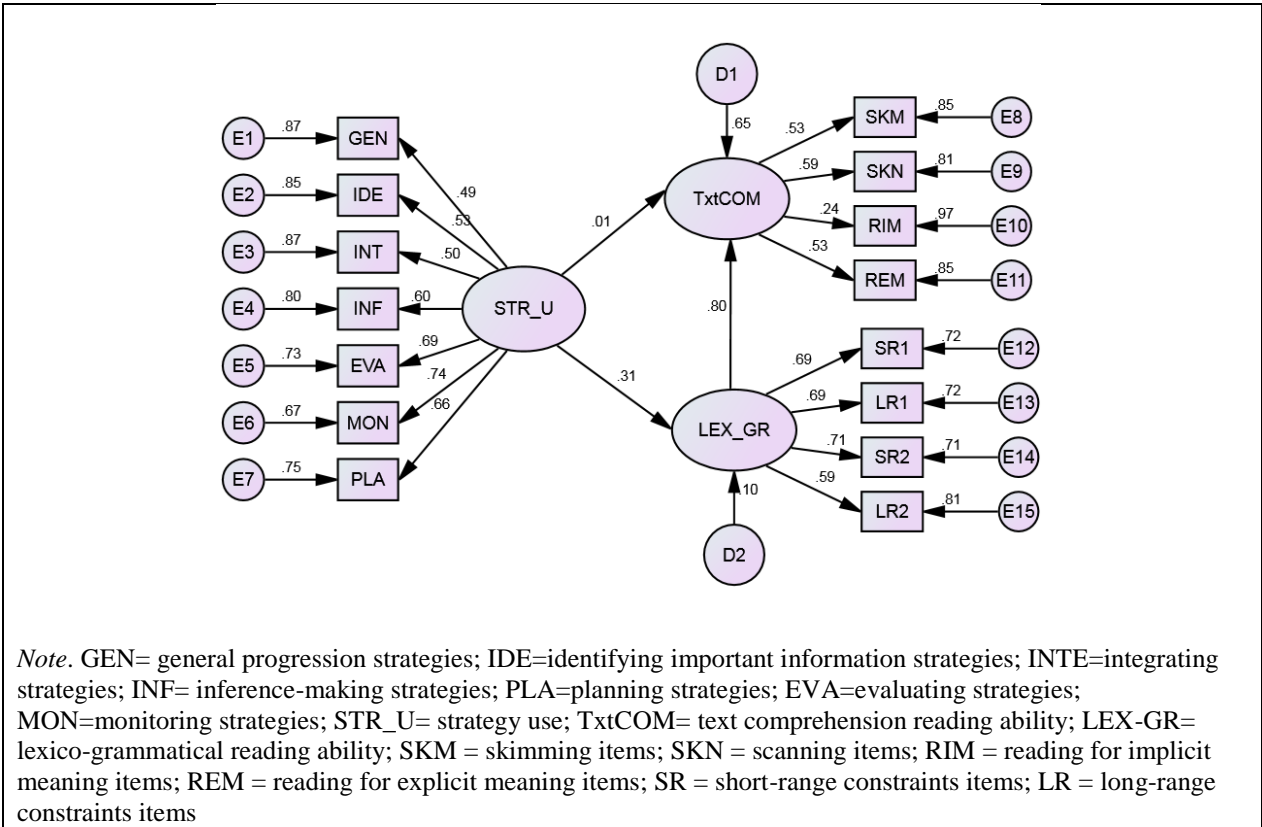 D1
.65
E1 .87 GEN
E2 .85 IDE
E3 .87 INT
E4 .80 INF
E5 .73 EVA
E6 .67 MON
E7 .75 PLA
.49
.53
.50
.60
.69
.74
.66
STR_U
.01
.31
TxtCOM
.80
LEX_GR
.10
D2
.53 SKM .85 E8
.59 SKN .81 E9
.24 RIM .97 E10
.53 REM .85 E11
.69 SR1 .72 E12
.69 LR1 .72 E13
.71 SR2 .71 E14
.59 LR2 .81 E15
Note. GEN= general progression strategies; IDE=identifying important information strategies; INTE=integrating
strategies; INF= inference-making strategies; PLA=planning strategies; EVA=evaluating strategies;
MON=monitoring strategies; STR_U= strategy use; TxtCOM= text comprehension reading ability; LEX-GR=
lexico-grammatical reading ability; SKM = skimming items; SKN = scanning items; RIM = reading for implicit
meaning items; REM = reading for explicit meaning items; SR = short-range constraints items; LR = long-range
constraints items